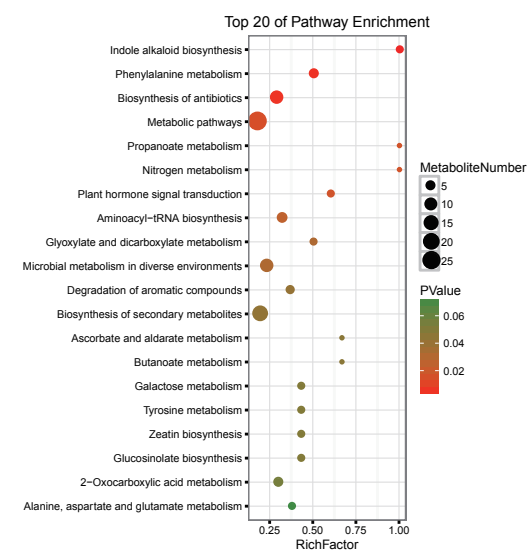 Top 20 of Pathway Enrichment
Indole alkaloid biosynthesis
Phenylalanine metabolism
Biosynthesis of antibiotics
Metabolic pathways
Propanoate metabolism
Nitrogen metabolism
Plant hormone signal transduction
Aminoacyl−tRNA biosynthesis
Glyoxylate and dicarboxylate metabolism
Microbial metabolism in diverse environments
Degradation of aromatic compounds
Biosynthesis of secondary metabolites
Ascorbate and aldarate metabolism
Butanoate metabolism
Galactose metabolism
Tyrosine metabolism
Zeatin biosynthesis
Glucosinolate biosynthesis
2−Oxocarboxylic acid metabolism
Alanine, aspartate and glutamate metabolism
0.25 0.50 0.75 1.00
RichFactor
MetaboliteNumber
5
10
15
20
25
PValue
0.06
0.04
0.02